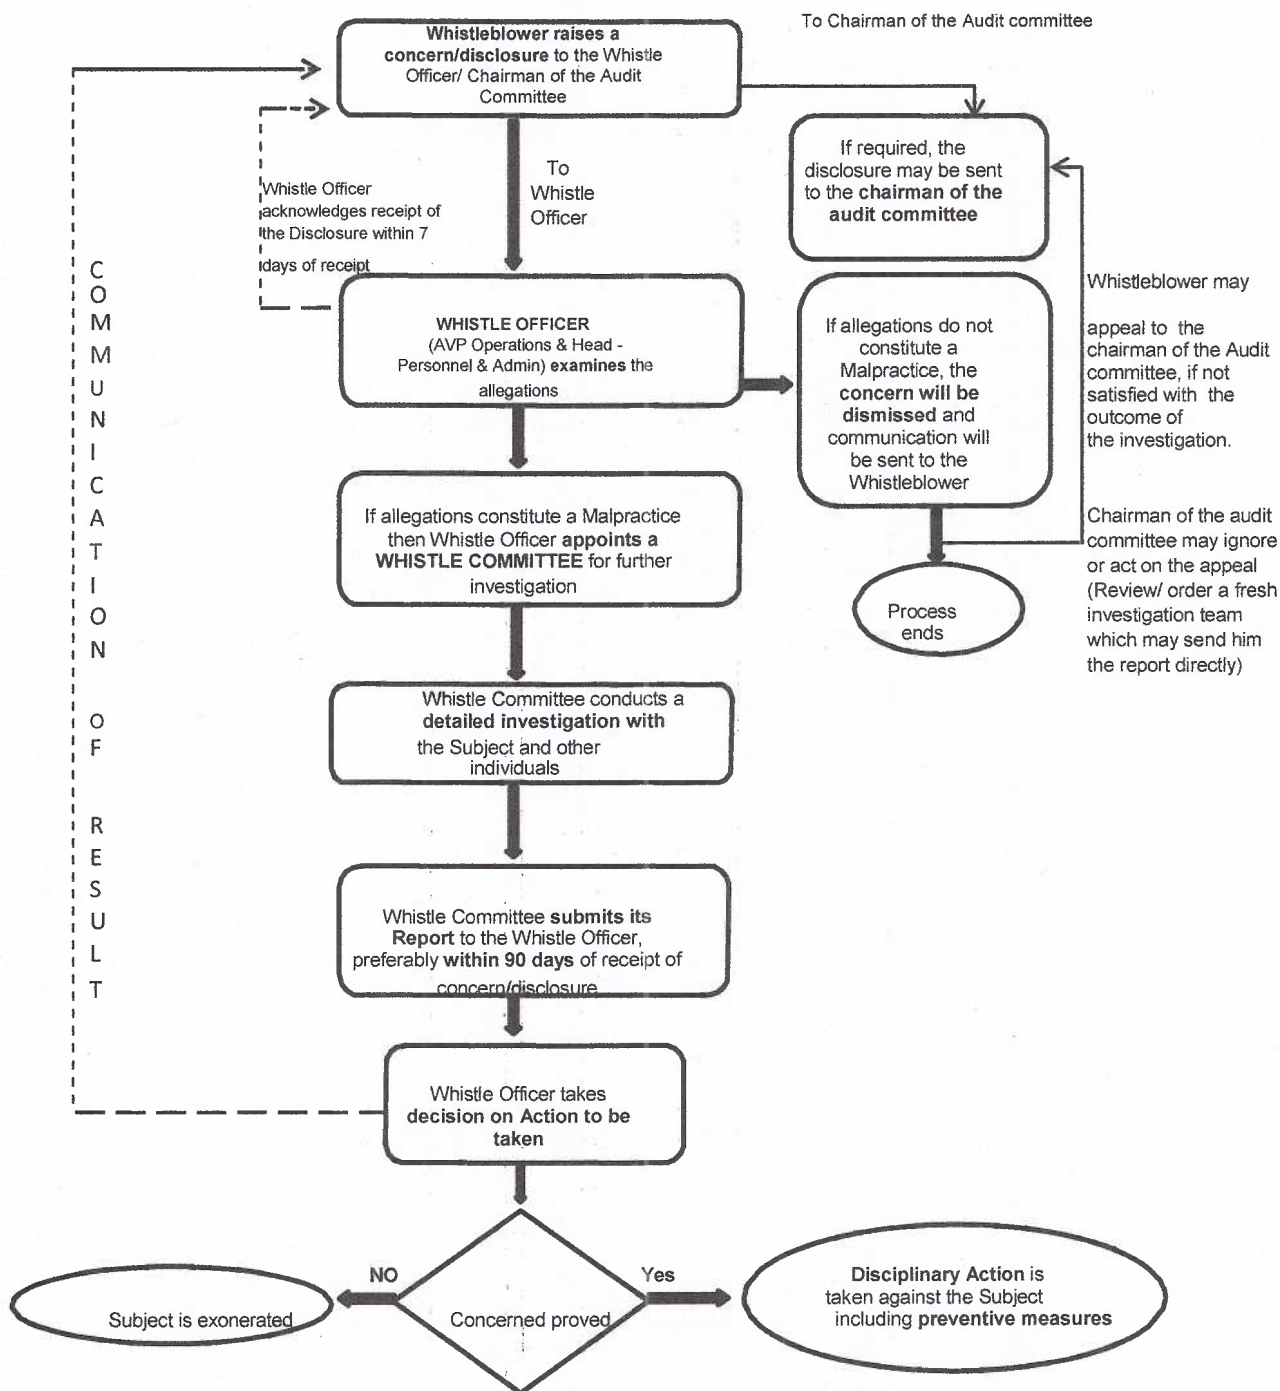 To Chairman of the Audit committee
Whistleblower raises a
concern/disclosure to the Whistle
Officer/ Chairman of the Audit
Committee
If required, the
disclosure may be sent
to the chairman of the
audit committee
To
Whistle
Officer
Whistle Officer
acknowledges receipt of
the Disclosure within 7
days of receipt
WHISTLE OFFICER
(AVP Operations & Head -
Personnel & Admin) examines the
allegations
If allegations do not
constitute a
Malpractice, the
concern will be
dismissed and
communication will
be sent to the
Whistleblower
Whistleblower may
appeal to the
chairman of the Audit
committee, if not
satisfied with the
outcome of
the investigation.
Chairman of the audit
committee may ignore
or act on the appeal
(Review/ order a fresh
investigation team
which may send him
the report directly)
Process
ends
If allegations constitute a Malpractice
then Whistle Officer appoints a
WHISTLE COMMITTEE for further
investigation
Whistle Committee conducts a
detailed investigation with
the Subject and other
individuals
Whistle Committee submits its
Report to the Whistle Officer,
preferably within 90 days of receipt of
concern/disclosure
Whistle Officer takes
decision on Action to be
taken
COMMUNICATION OF RESULT
NO
Yes
Concerned proved
Subject is exonerated
Disciplinary Action is
taken against the Subject
including preventive measures